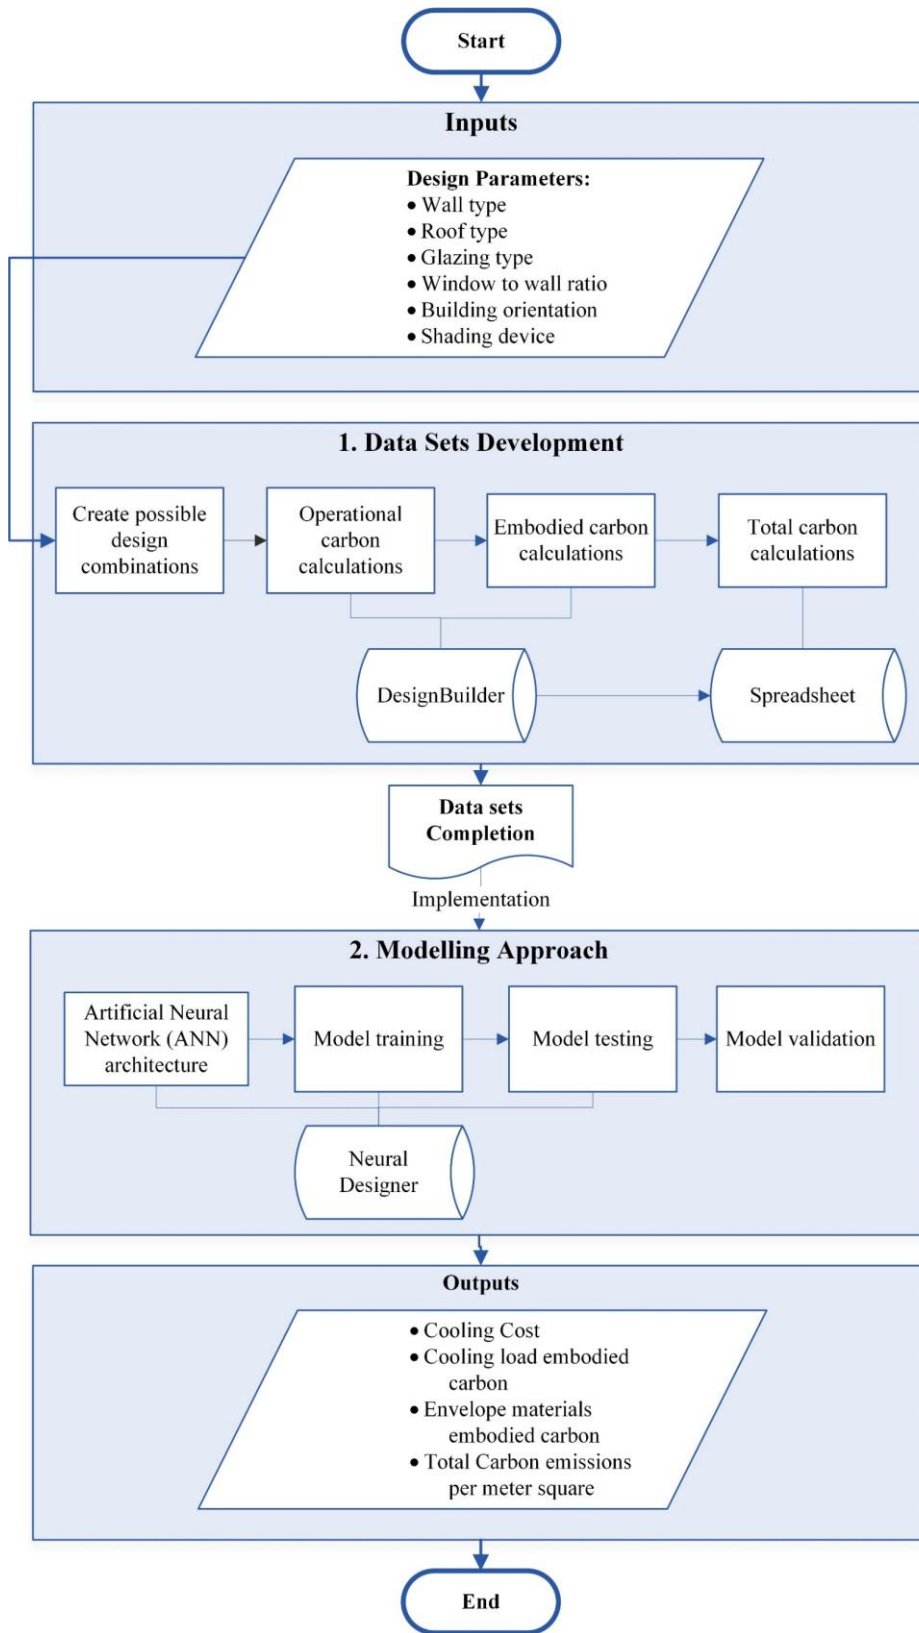 Start
Inputs
Design Parameters:
• Wall type
• Roof type
• Glazing type
• Window to wall ratio
• Building orientation
• Shading device
1. Data Sets Development
Create possible
design
combinations
Operational
carbon
calculations
Embodied carbon
calculations
Total carbon
calculations
DesignBuilder
Spreadsheet
Data sets
Completion
Implementation
2. Modelling Approach
Artificial Neural
Network (ANN)
architecture
Model training
Model testing
Model validation
Neural
Designer
Outputs
• Cooling Cost
• Cooling load embodied
carbon
• Envelope materials
embodied carbon
• Total Carbon emissions
per meter square
End